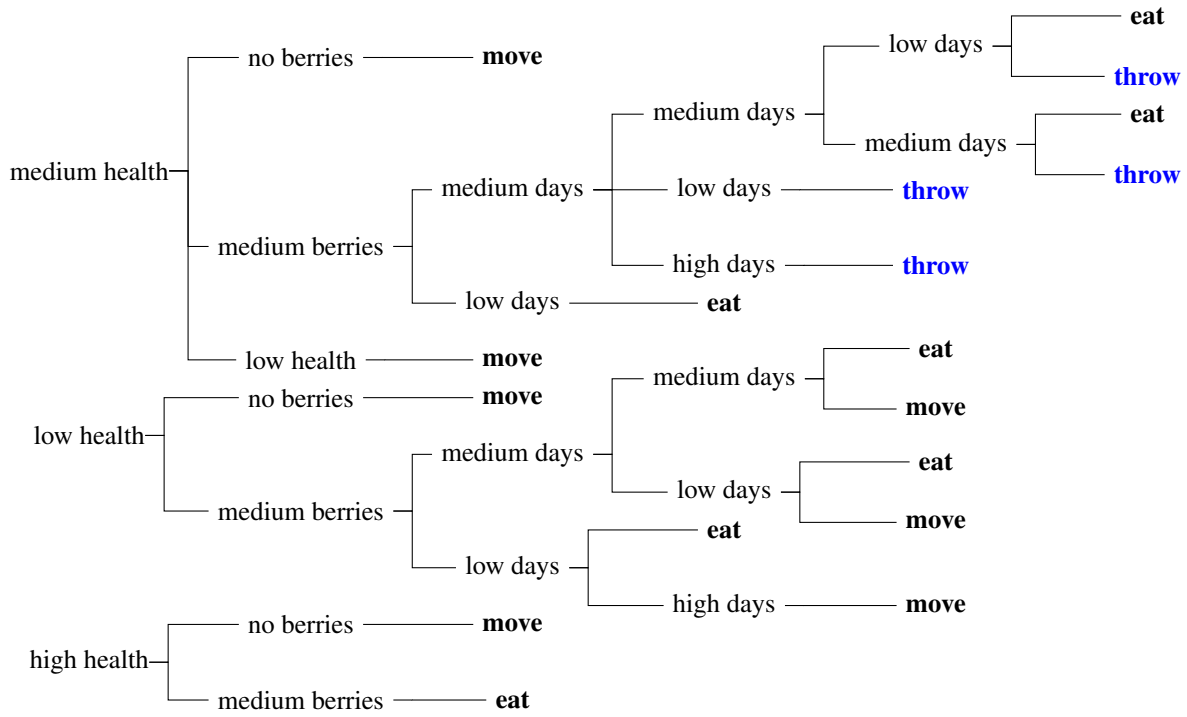 medium health
no berries
move
medium berries
medium days
medium days
low days
eat
throw
medium days
eat
throw
low days
throw
high days
throw
low days
eat
low health
move
low health
no berries
move
medium berries
medium days
medium days
eat
move
low days
eat
move
low days
eat
high days
move
high health
no berries
move
medium berries
eat